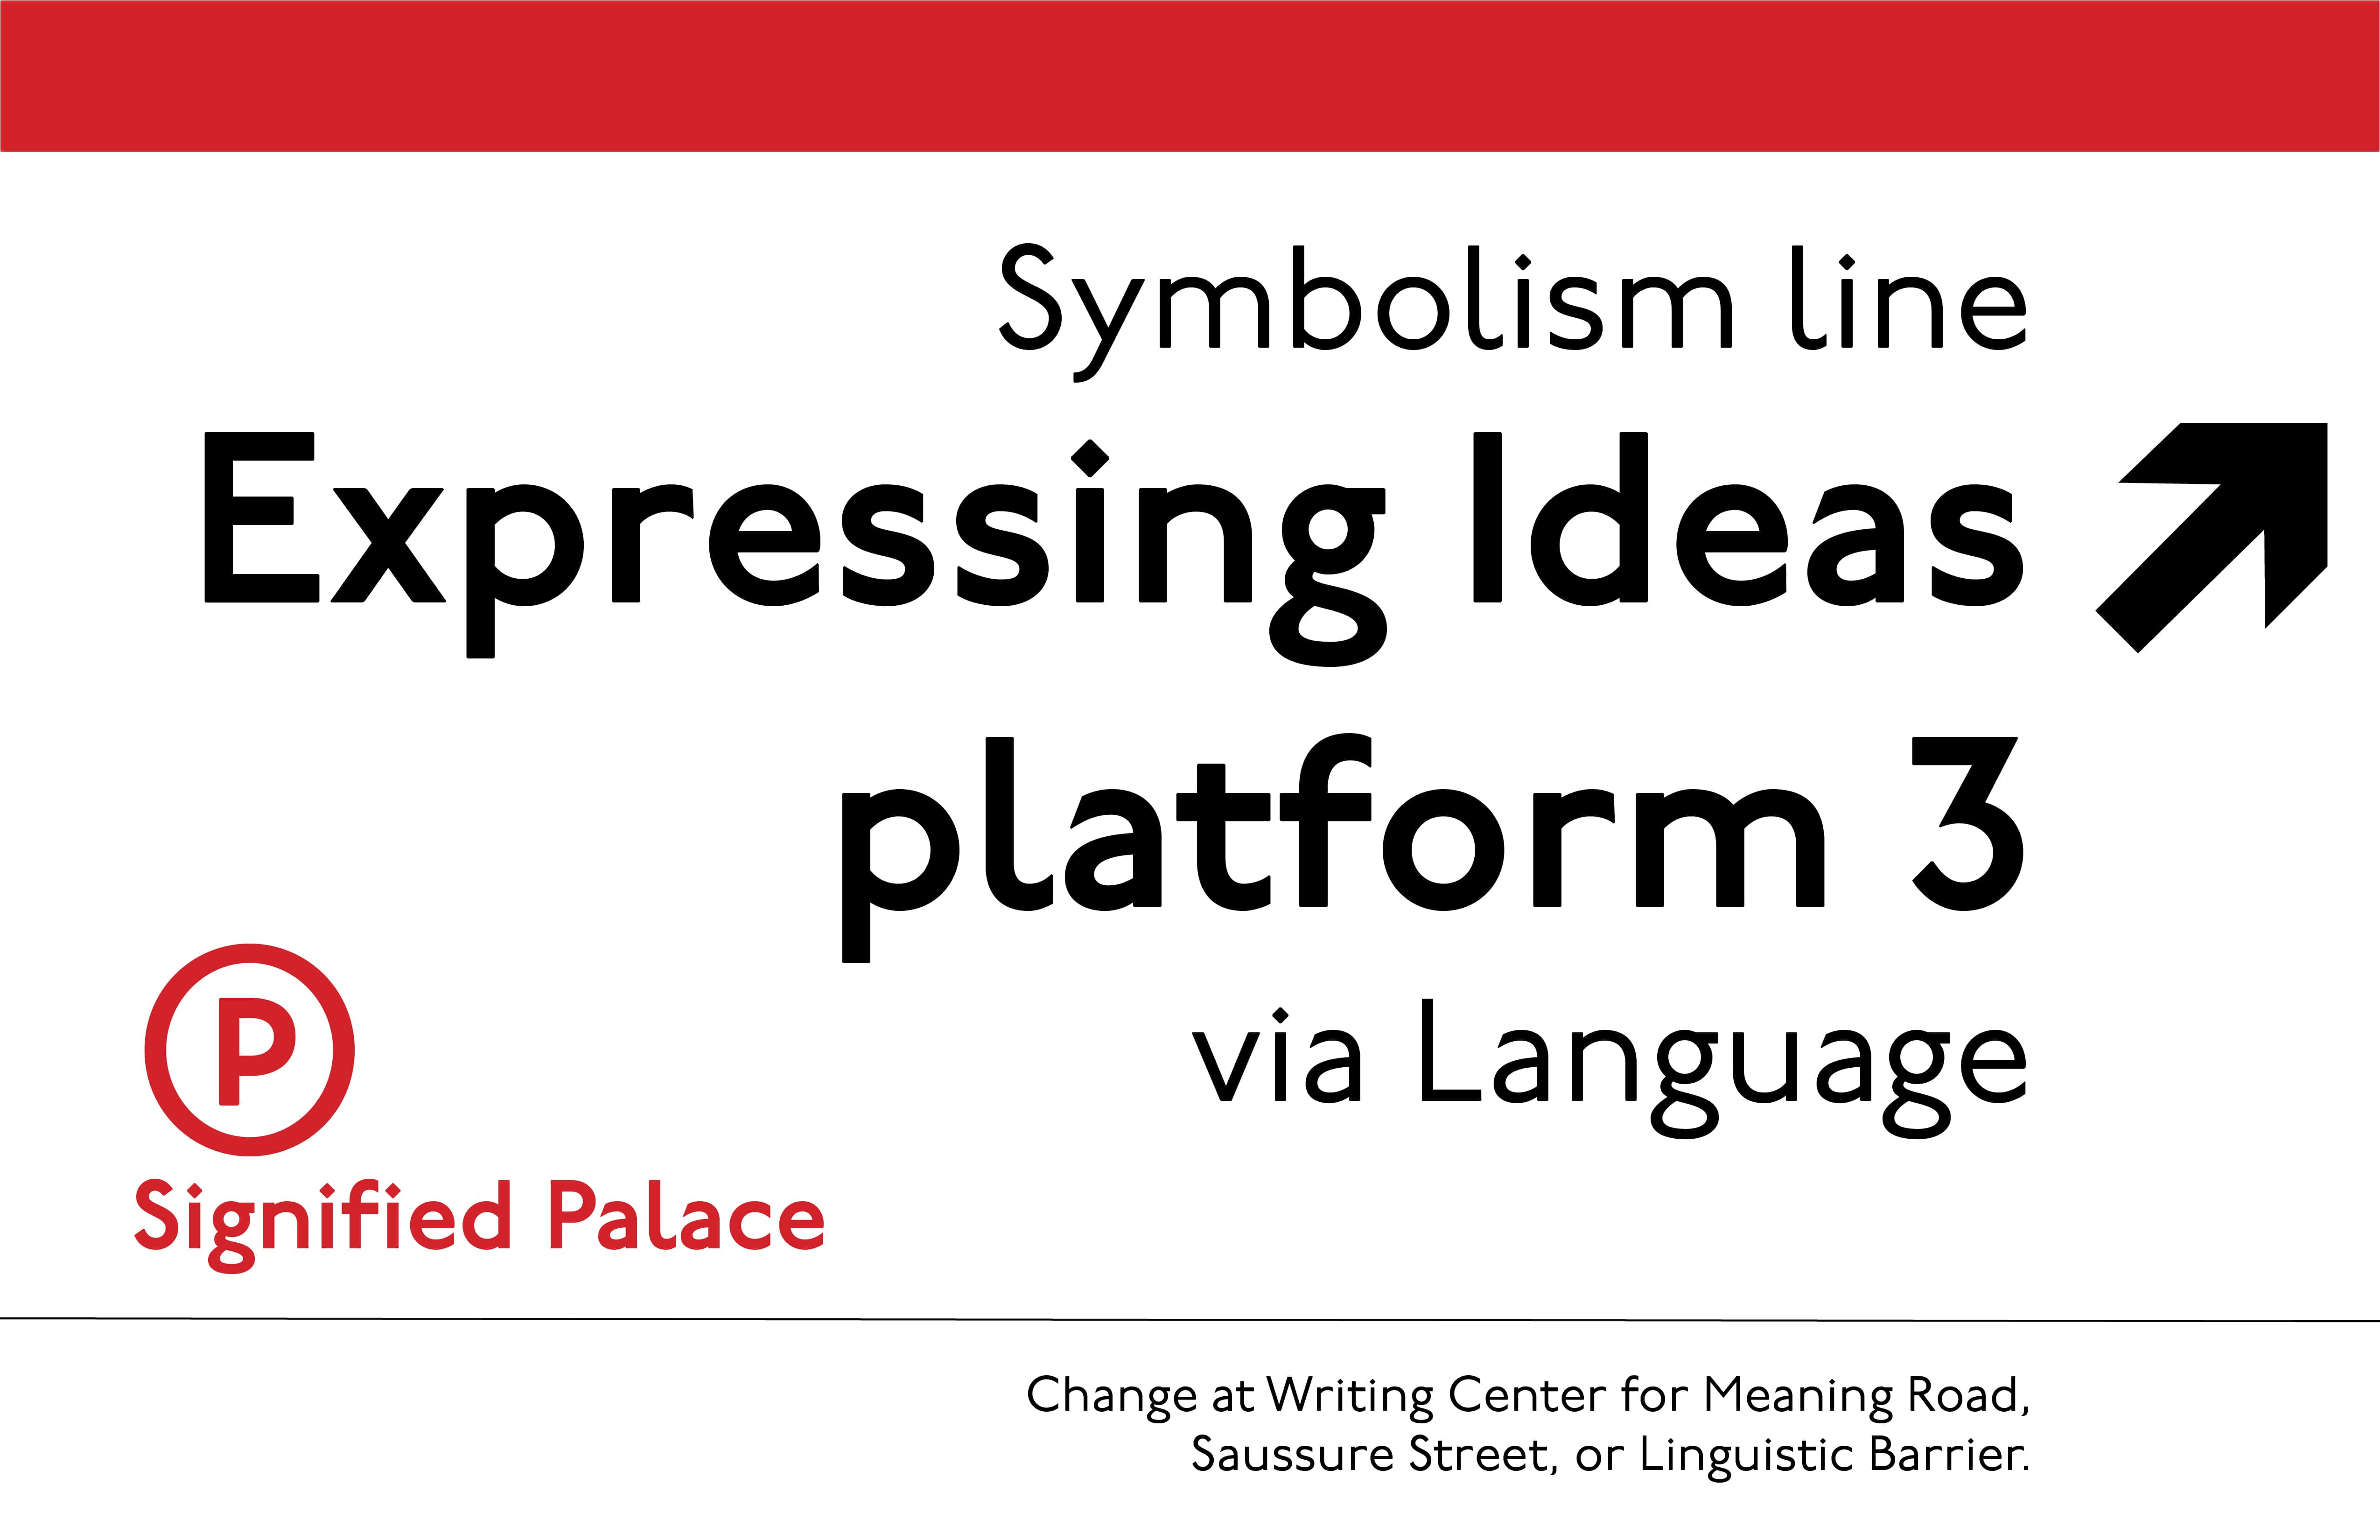 Symbolism line
Expressing Ideas
platform 3
via Language
P
Signified Palace
Change at Writing Center for Meaning Road,
Saussure Street, or Linguistic Barrier.